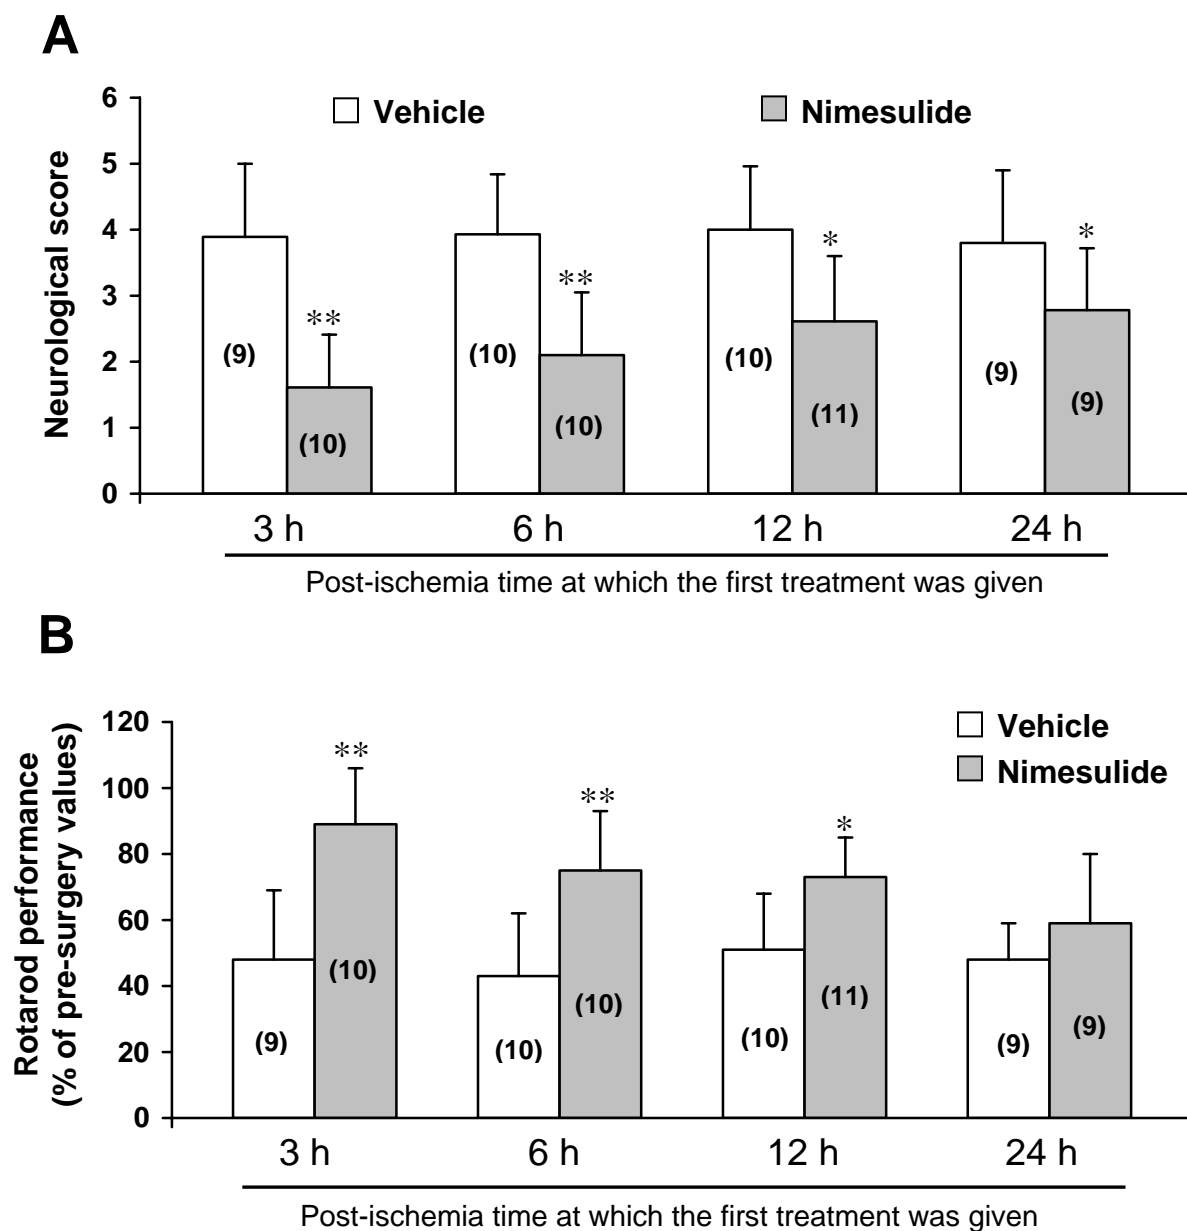 A
6
5
4
3
2
1
0
Neurological score
Vehicle
Nimesulide
(9)
**
(10)
(10)
**
(10)
(10)
*
(11)
(9)
*
(9)
3 h
6 h
12 h
24 h
Post-ischemia time at which the first treatment was given
B
120
100
80
60
40
20
0
Rotarod performance
(% of pre-surgery values)
Vehicle
Nimesulide
(9)
**
(10)
(10)
**
(10)
(10)
*
(11)
(9)
(9)
3 h
6 h
12 h
24 h
Post-ischemia time at which the first treatment was given